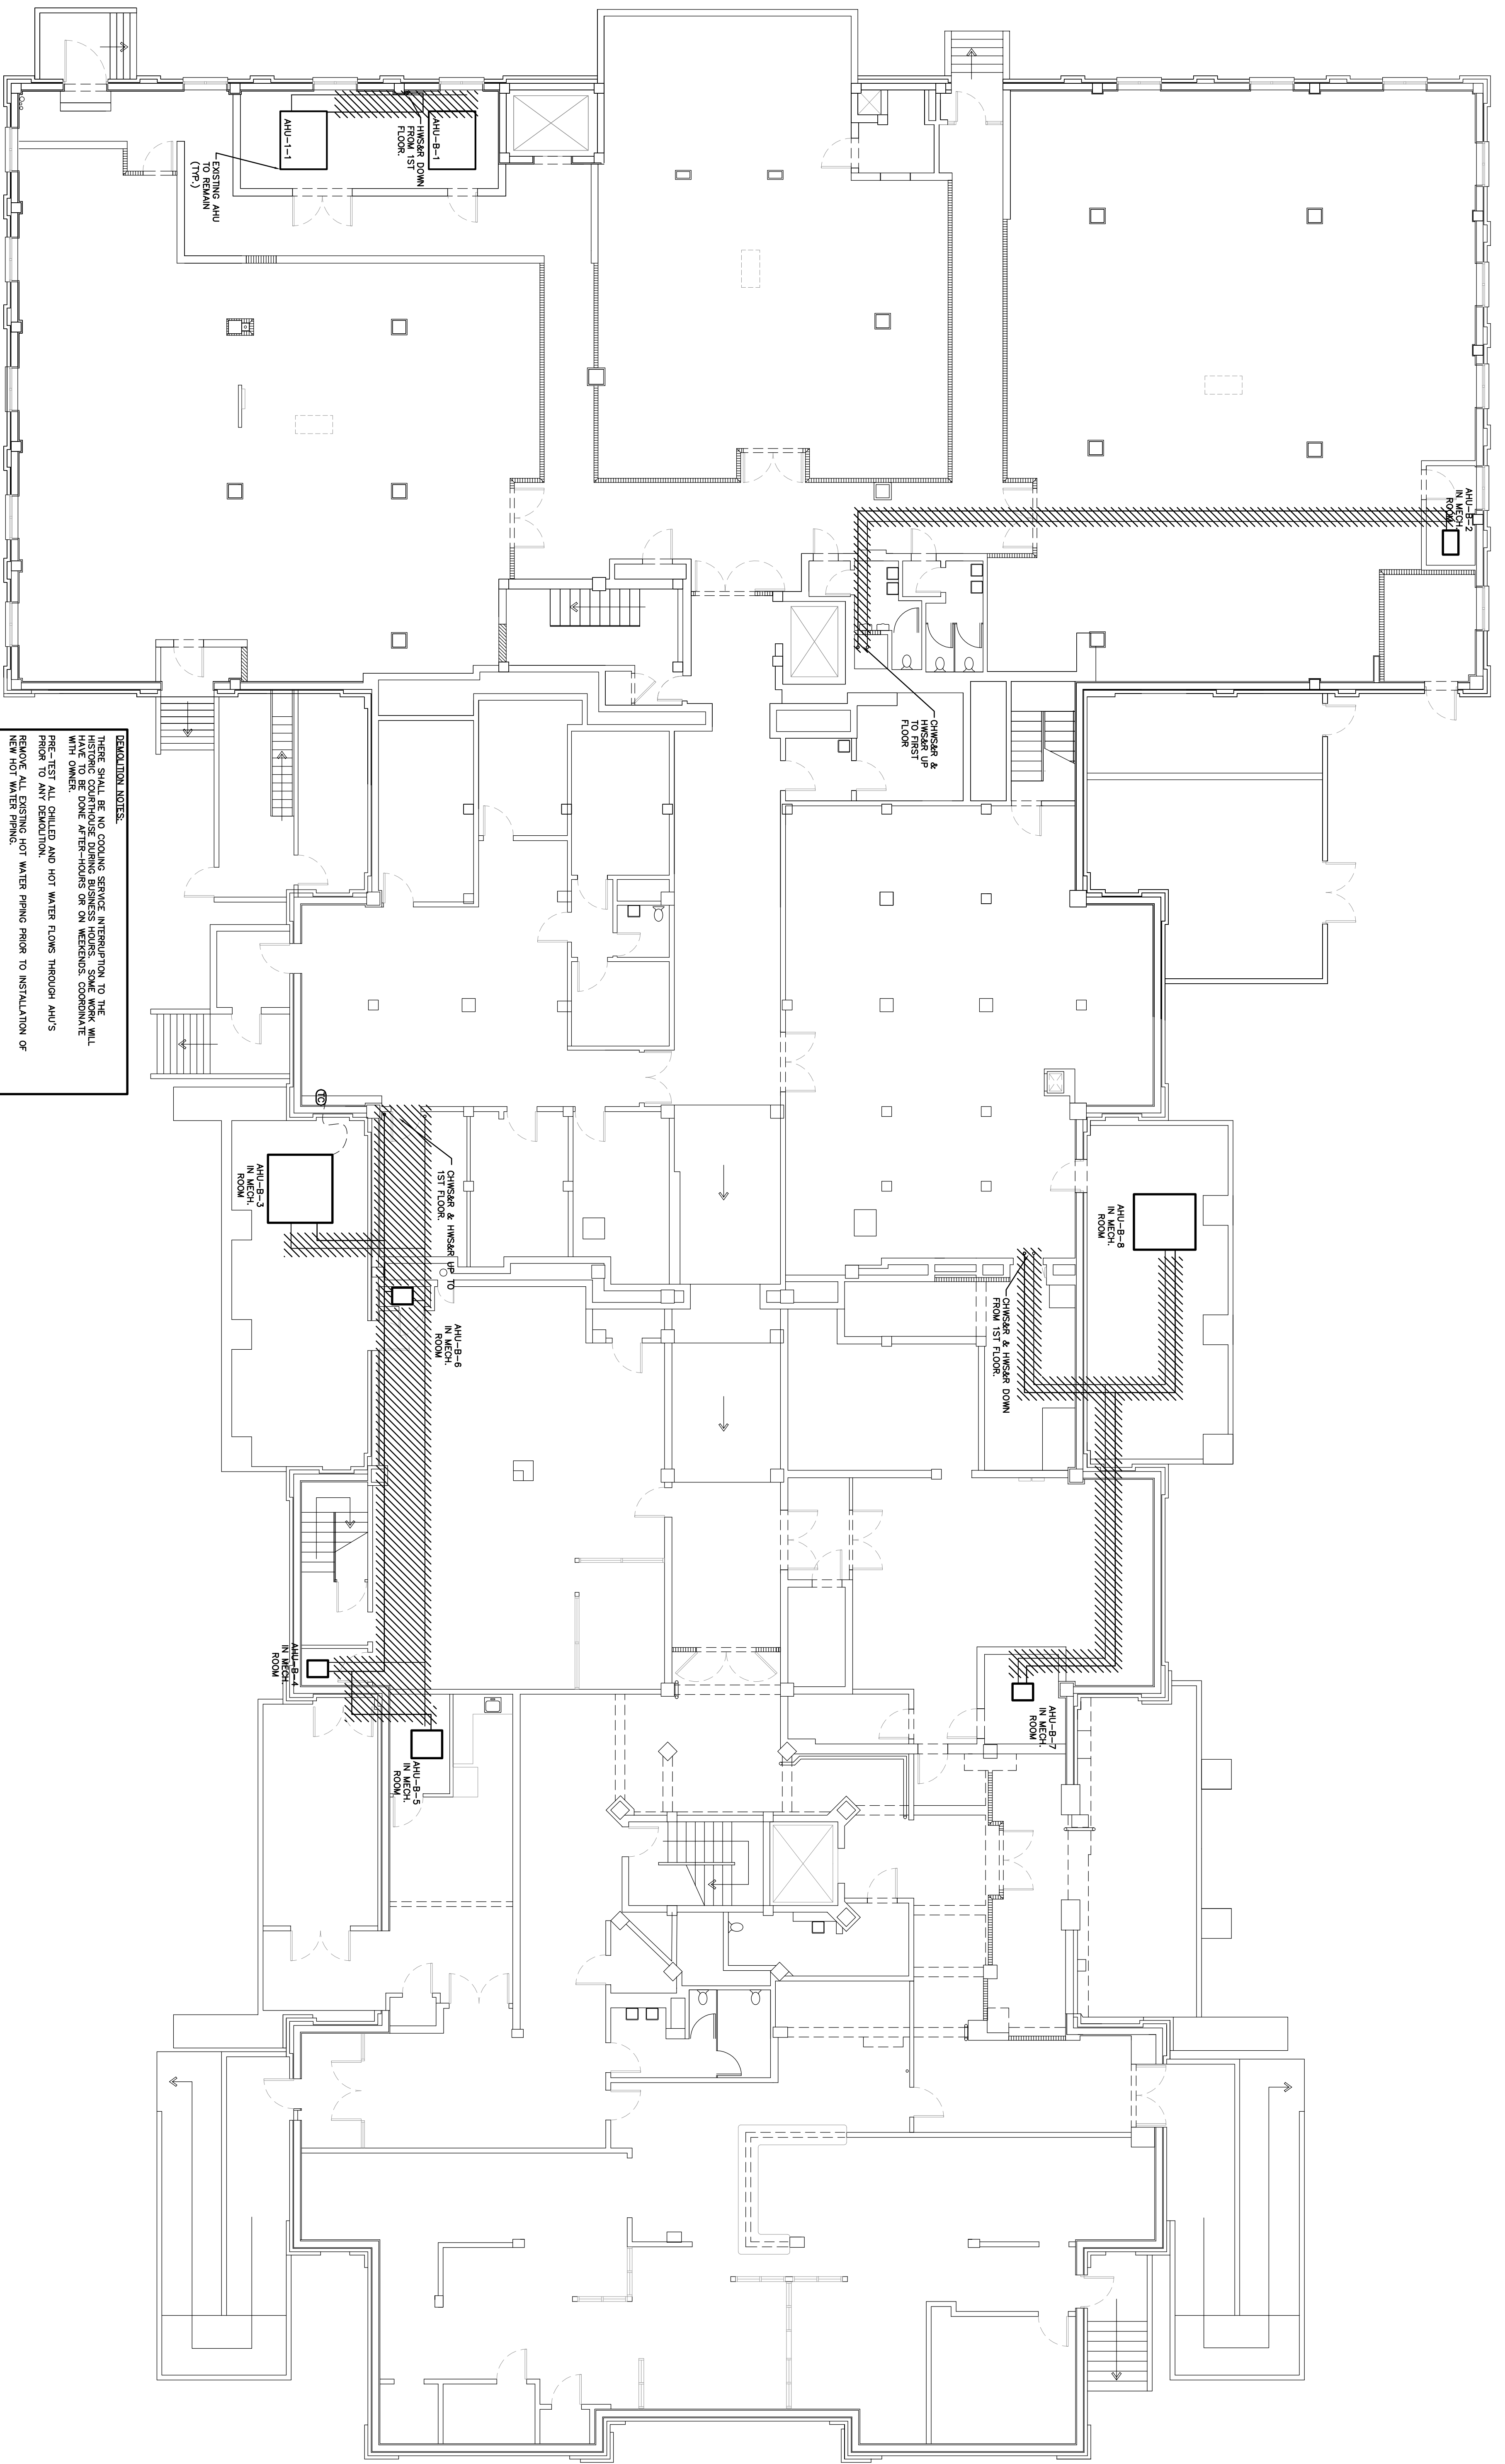 AHU-B-2
IN MECH.
ROOM
AHU-B-1
HWS&R DOWN
FROM 1ST
FLOOR.
AHU-1-1
EXISTING AHU
TO REMAIN
(TYP.)
CHWS&R &
HWS&R UP
TO FIRST
FLOOR
AHU-B-8
IN MECH.
ROOM
CHWS&R & HWS&R DOWN
FROM 1ST FLOOR.
CHWS&R & HWS&R UP TO
1ST FLOOR.
TC
AHU-B-3
IN MECH.
ROOM
AHU-B-6
IN MECH.
ROOM
AHU-B-7
IN MECH.
ROOM
AHU-B-4
IN MECH.
ROOM
AHU-B-5
IN MECH.
ROOM
DEMOLITION NOTES:
THERE SHALL BE NO COOLING SERVICE INTERRUPTION TO THE
HISTORIC COURTHOUSE DURING BUSINESS HOURS. SOME WORK WILL
HAVE TO BE DONE AFTER-HOURS OR ON WEEKENDS. COORDINATE
WITH OWNER.
PRE-TEST ALL CHILLED AND HOT WATER FLOWS THROUGH AHU'S
PRIOR TO ANY DEMOLITION.
REMOVE ALL EXISTING HOT WATER PIPING PRIOR TO INSTALLATION OF
NEW HOT WATER PIPING.